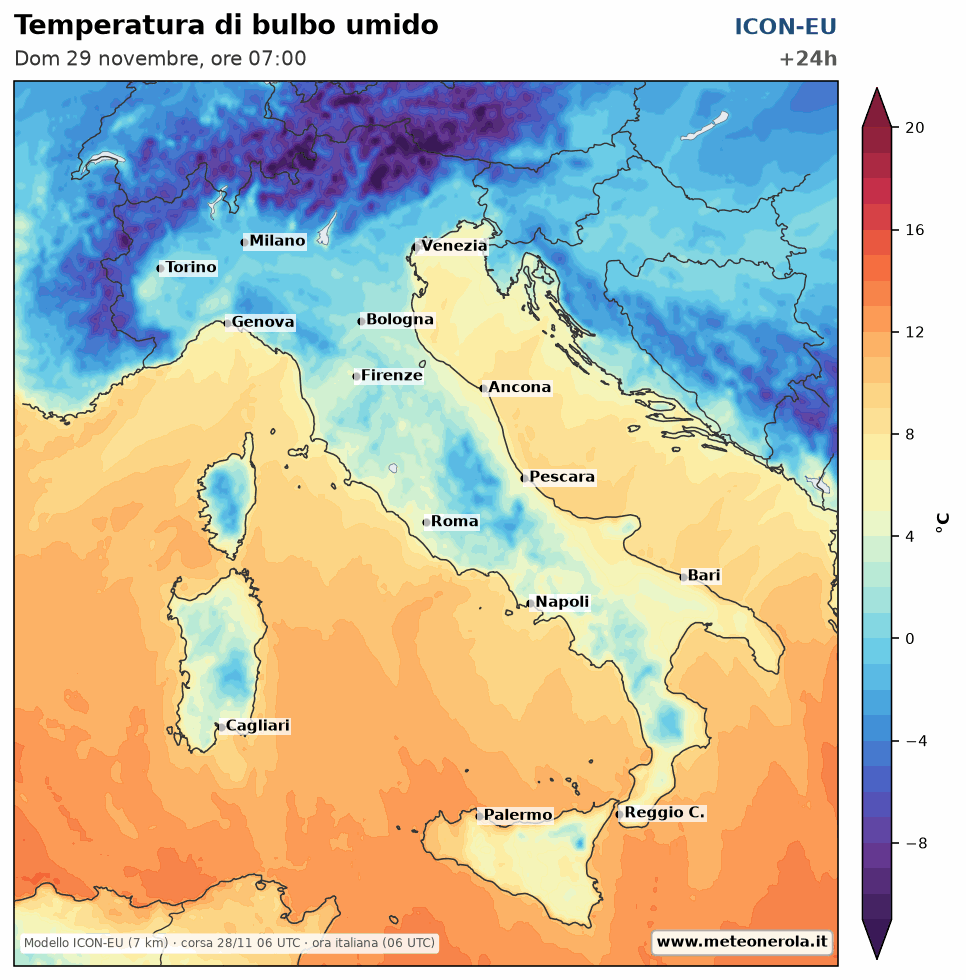 Temperatura di bulbo umido
ICON-EU
Dom 29 novembre, ore 07:00
+24h
Milano
Venezia
Torino
Genova
Bologna
Firenze
Ancona
Pescara
Roma
Bari
Napoli
Cagliari
Palermo
Reggio C.
20
16
12
8
4
0
−4
−8
°C
Modello ICON-EU (7 km) · corsa 28/11 06 UTC · ora italiana (06 UTC)
www.meteonerola.it